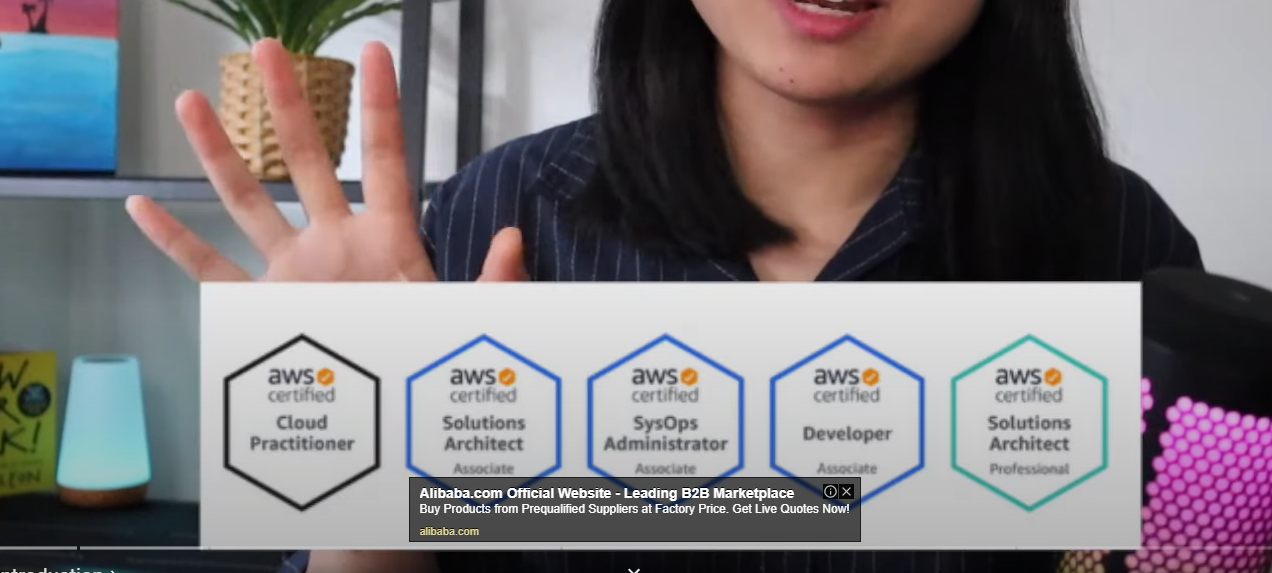 aws
certified
Cloud
Practitioner
aws
certified
Solutions
Architect
Associate
aws
certified
SysOps
Administrator
Associate
aws
certified
Developer
Associate
aws
certified
Solutions
Architect
Professional
Alibaba.com Official Website - Leading B2B Marketplace
Buy Products from Prequalified Suppliers at Factory Price. Get Live Quotes Now!
alibaba.com